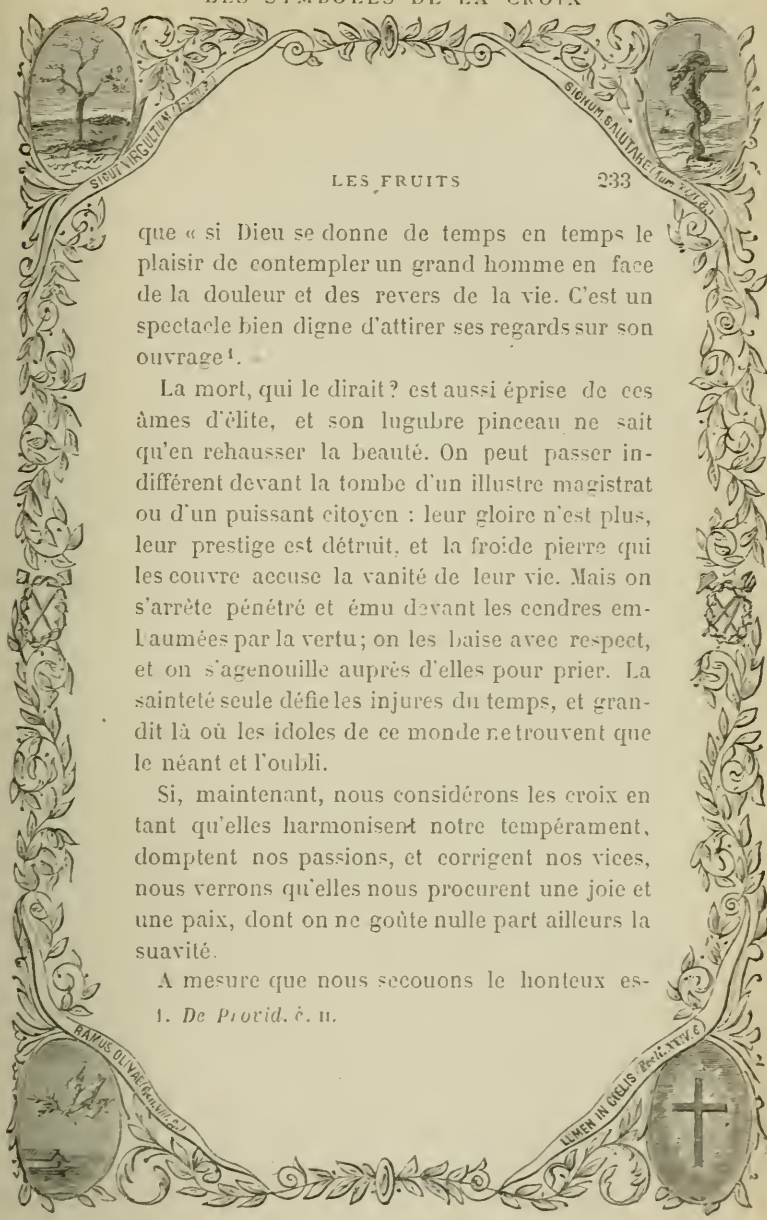 LES SYMBOLES DE LA CROIX
SICUT VIRGULTUM
SIGNUM SALUTARE
LES FRUITS 233
que « si Dieu se donne de temps en temps le
plaisir de contempler un grand homme en face
de la douleur et des revers de la vie. C'est un
spectacle bien digne d'attirer ses regards sur son
ouvrage¹.
La mort, qui le dirait? est aussi éprise de ces
âmes d'élite, et son lugubre pinceau ne sait
qu'en rehausser la beauté. On peut passer in-
différent devant la tombe d'un illustre magistrat
ou d'un puissant citoyen : leur gloire n'est plus,
leur prestige est détruit, et la froide pierre qui
les couvre accuse la vanité de leur vie. Mais on
s'arrête pénétré et ému devant les cendres em-
baumées par la vertu; on les baise avec respect,
et on s'agenouille auprès d'elles pour prier. La
sainteté seule défie les injures du temps, et gran-
dit là où les idoles de ce monde ne trouvent que
le néant et l'oubli.
Si, maintenant, nous considérons les croix en
tant qu'elles harmonisent notre tempérament,
domptent nos passions, et corrigent nos vices,
nous verrons qu'elles nous procurent une joie et
une paix, dont on ne goûte nulle part ailleurs la
suavité.
A mesure que nous secouons le honteux es-
1. De Provid. c. II.
RAMUS OLIVAE
LUMEN IN CŒLIS (Eccli. XXIV. 6)